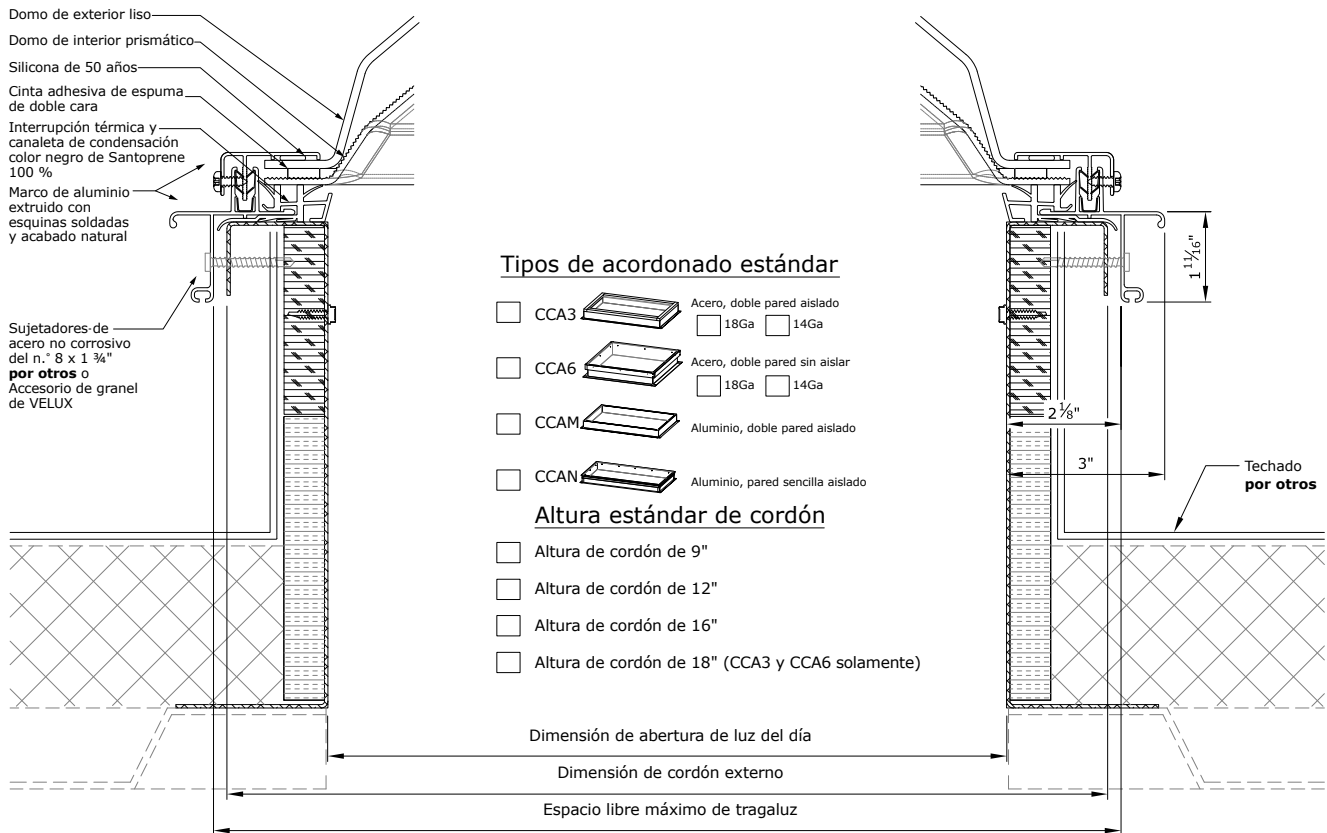 Domo de exterior liso
Domo de interior prismático
Silicona de 50 años
Cinta adhesiva de espuma
de doble cara
Interrupción térmica y
canaleta de condensación
color negro de Santoprene
100 %
Marco de aluminio
extruido con
esquinas soldadas
y acabado natural
Sujetadores de
acero no corrosivo
del n.° 8 x 1 ¾"
por otros o
Accesorio de granel
de VELUX
Tipos de acordonado estándar
CCA3
Acero, doble pared aislado
18Ga 14Ga
CCA6
Acero, doble pared sin aislar
18Ga 14Ga
CCAM
Aluminio, doble pared aislado
CCAN
Aluminio, pared sencilla aislado
Altura estándar de cordón
Altura de cordón de 9"
Altura de cordón de 12"
Altura de cordón de 16"
Altura de cordón de 18" (CCA3 y CCA6 solamente)
1 11/16"
2 1/8"
3"
Techado
por otros
Dimensión de abertura de luz del día
Dimensión de cordón externo
Espacio libre máximo de tragaluz